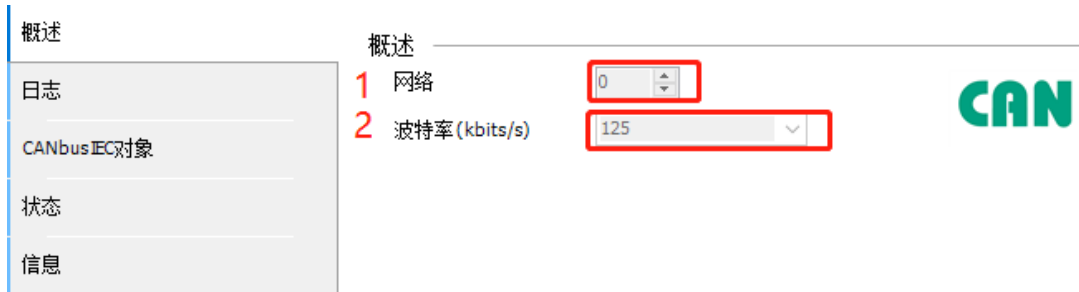 概述
日志
CANbusIEC对象
状态
信息
概述
1 网络 0
2 波特率(kbits/s) 125
CAN